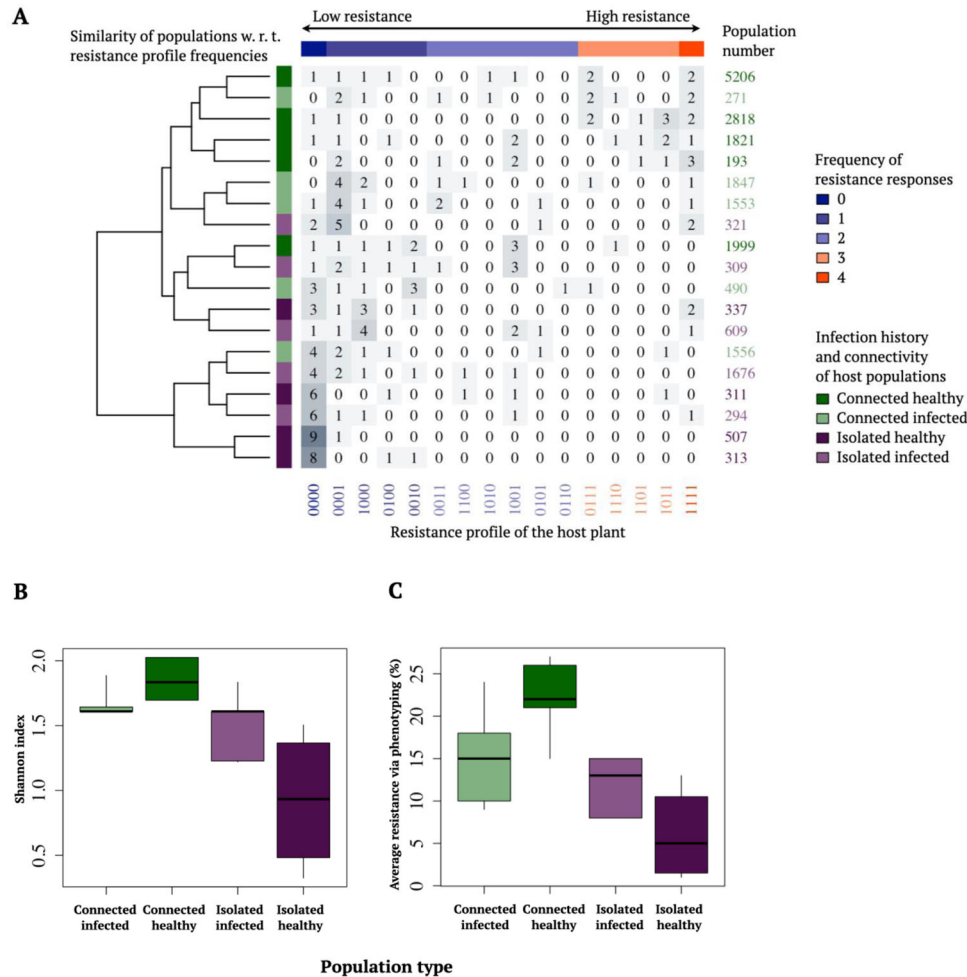 A
Low resistance High resistance
Similarity of populations w. r. t.
resistance profile frequencies
Population
number
1 1 1 1 0 0 0 1 1 0 0 2 0 0 0 2 5206
0 2 1 0 0 1 0 1 0 0 0 2 1 0 0 2 271
1 1 0 0 0 0 0 0 0 0 0 2 0 1 3 2 2818
1 1 0 1 0 0 0 0 2 0 0 0 1 1 2 1 1821
0 2 0 0 0 1 0 0 2 0 0 0 0 1 1 3 193
0 4 2 0 0 1 1 0 0 0 0 1 0 0 0 1 1847
1 4 1 0 0 2 0 0 0 1 0 0 0 0 0 1 1553
2 5 0 0 0 0 0 0 0 1 0 0 0 0 0 2 321
1 1 1 1 2 0 0 0 3 0 0 0 1 0 0 0 1999
1 2 1 1 1 1 0 0 3 0 0 0 0 0 0 0 309
3 1 1 0 3 0 0 0 0 0 1 1 0 0 0 0 490
3 1 3 0 1 0 0 0 0 0 0 0 0 0 0 2 337
1 1 4 0 0 0 0 0 2 1 0 0 0 0 0 1 609
4 2 1 1 0 0 0 0 0 1 0 0 0 0 1 0 1556
4 2 1 0 1 0 1 0 1 0 0 0 0 0 0 0 1676
6 0 0 1 0 0 1 0 1 0 0 0 0 0 1 0 311
6 1 1 0 0 0 0 0 1 0 0 0 0 0 0 1 294
9 1 0 0 0 0 0 0 0 0 0 0 0 0 0 0 507
8 0 0 1 1 0 0 0 0 0 0 0 0 0 0 0 313
0000 0001 1000 0100 0010 0011 1100 1010 1001 0101 0110 0111 1110 1101 1011 1111
Resistance profile of the host plant
Frequency of
resistance responses
0
1
2
3
4
Infection history
and connectivity
of host populations
Connected healthy
Connected infected
Isolated healthy
Isolated infected
B
Shannon index
2.0
1.5
1.0
0.5
Connected
infected
Connected
healthy
Isolated
infected
Isolated
healthy
C
Average resistance via phenotyping (%)
25
20
15
10
5
0
Connected
infected
Connected
healthy
Isolated
infected
Isolated
healthy
Population type